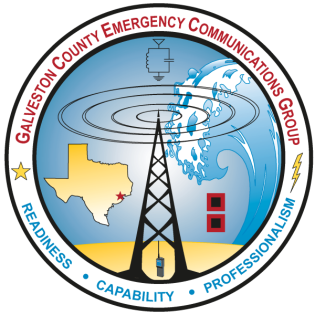 GALVESTON COUNTY EMERGENCY COMMUNICATIONS GROUP
READINESS • CAPABILITY • PROFESSIONALISM